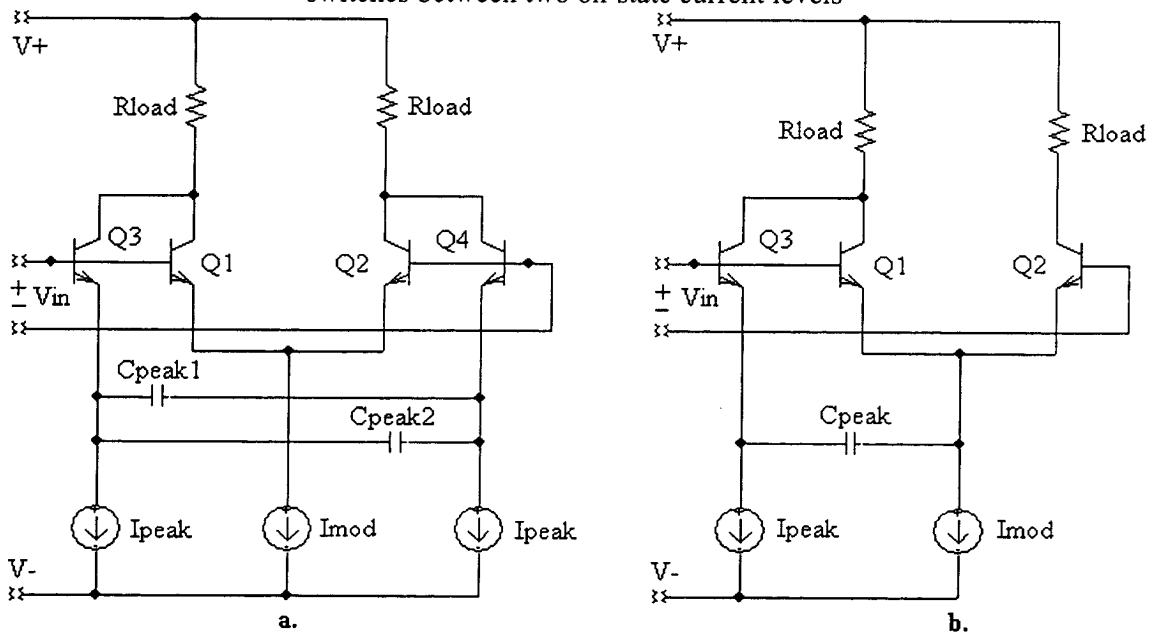 switches between two on-state current levels
V+
Rload
Rload
Q3
Q1
Q2
Q4
+
-
Vin
Cpeak1
Cpeak2
Ipeak
Imod
Ipeak
V-
a.
V+
Rload
Rload
Q3
Q1
Q2
+
-
Vin
Cpeak
Ipeak
Imod
V-
b.